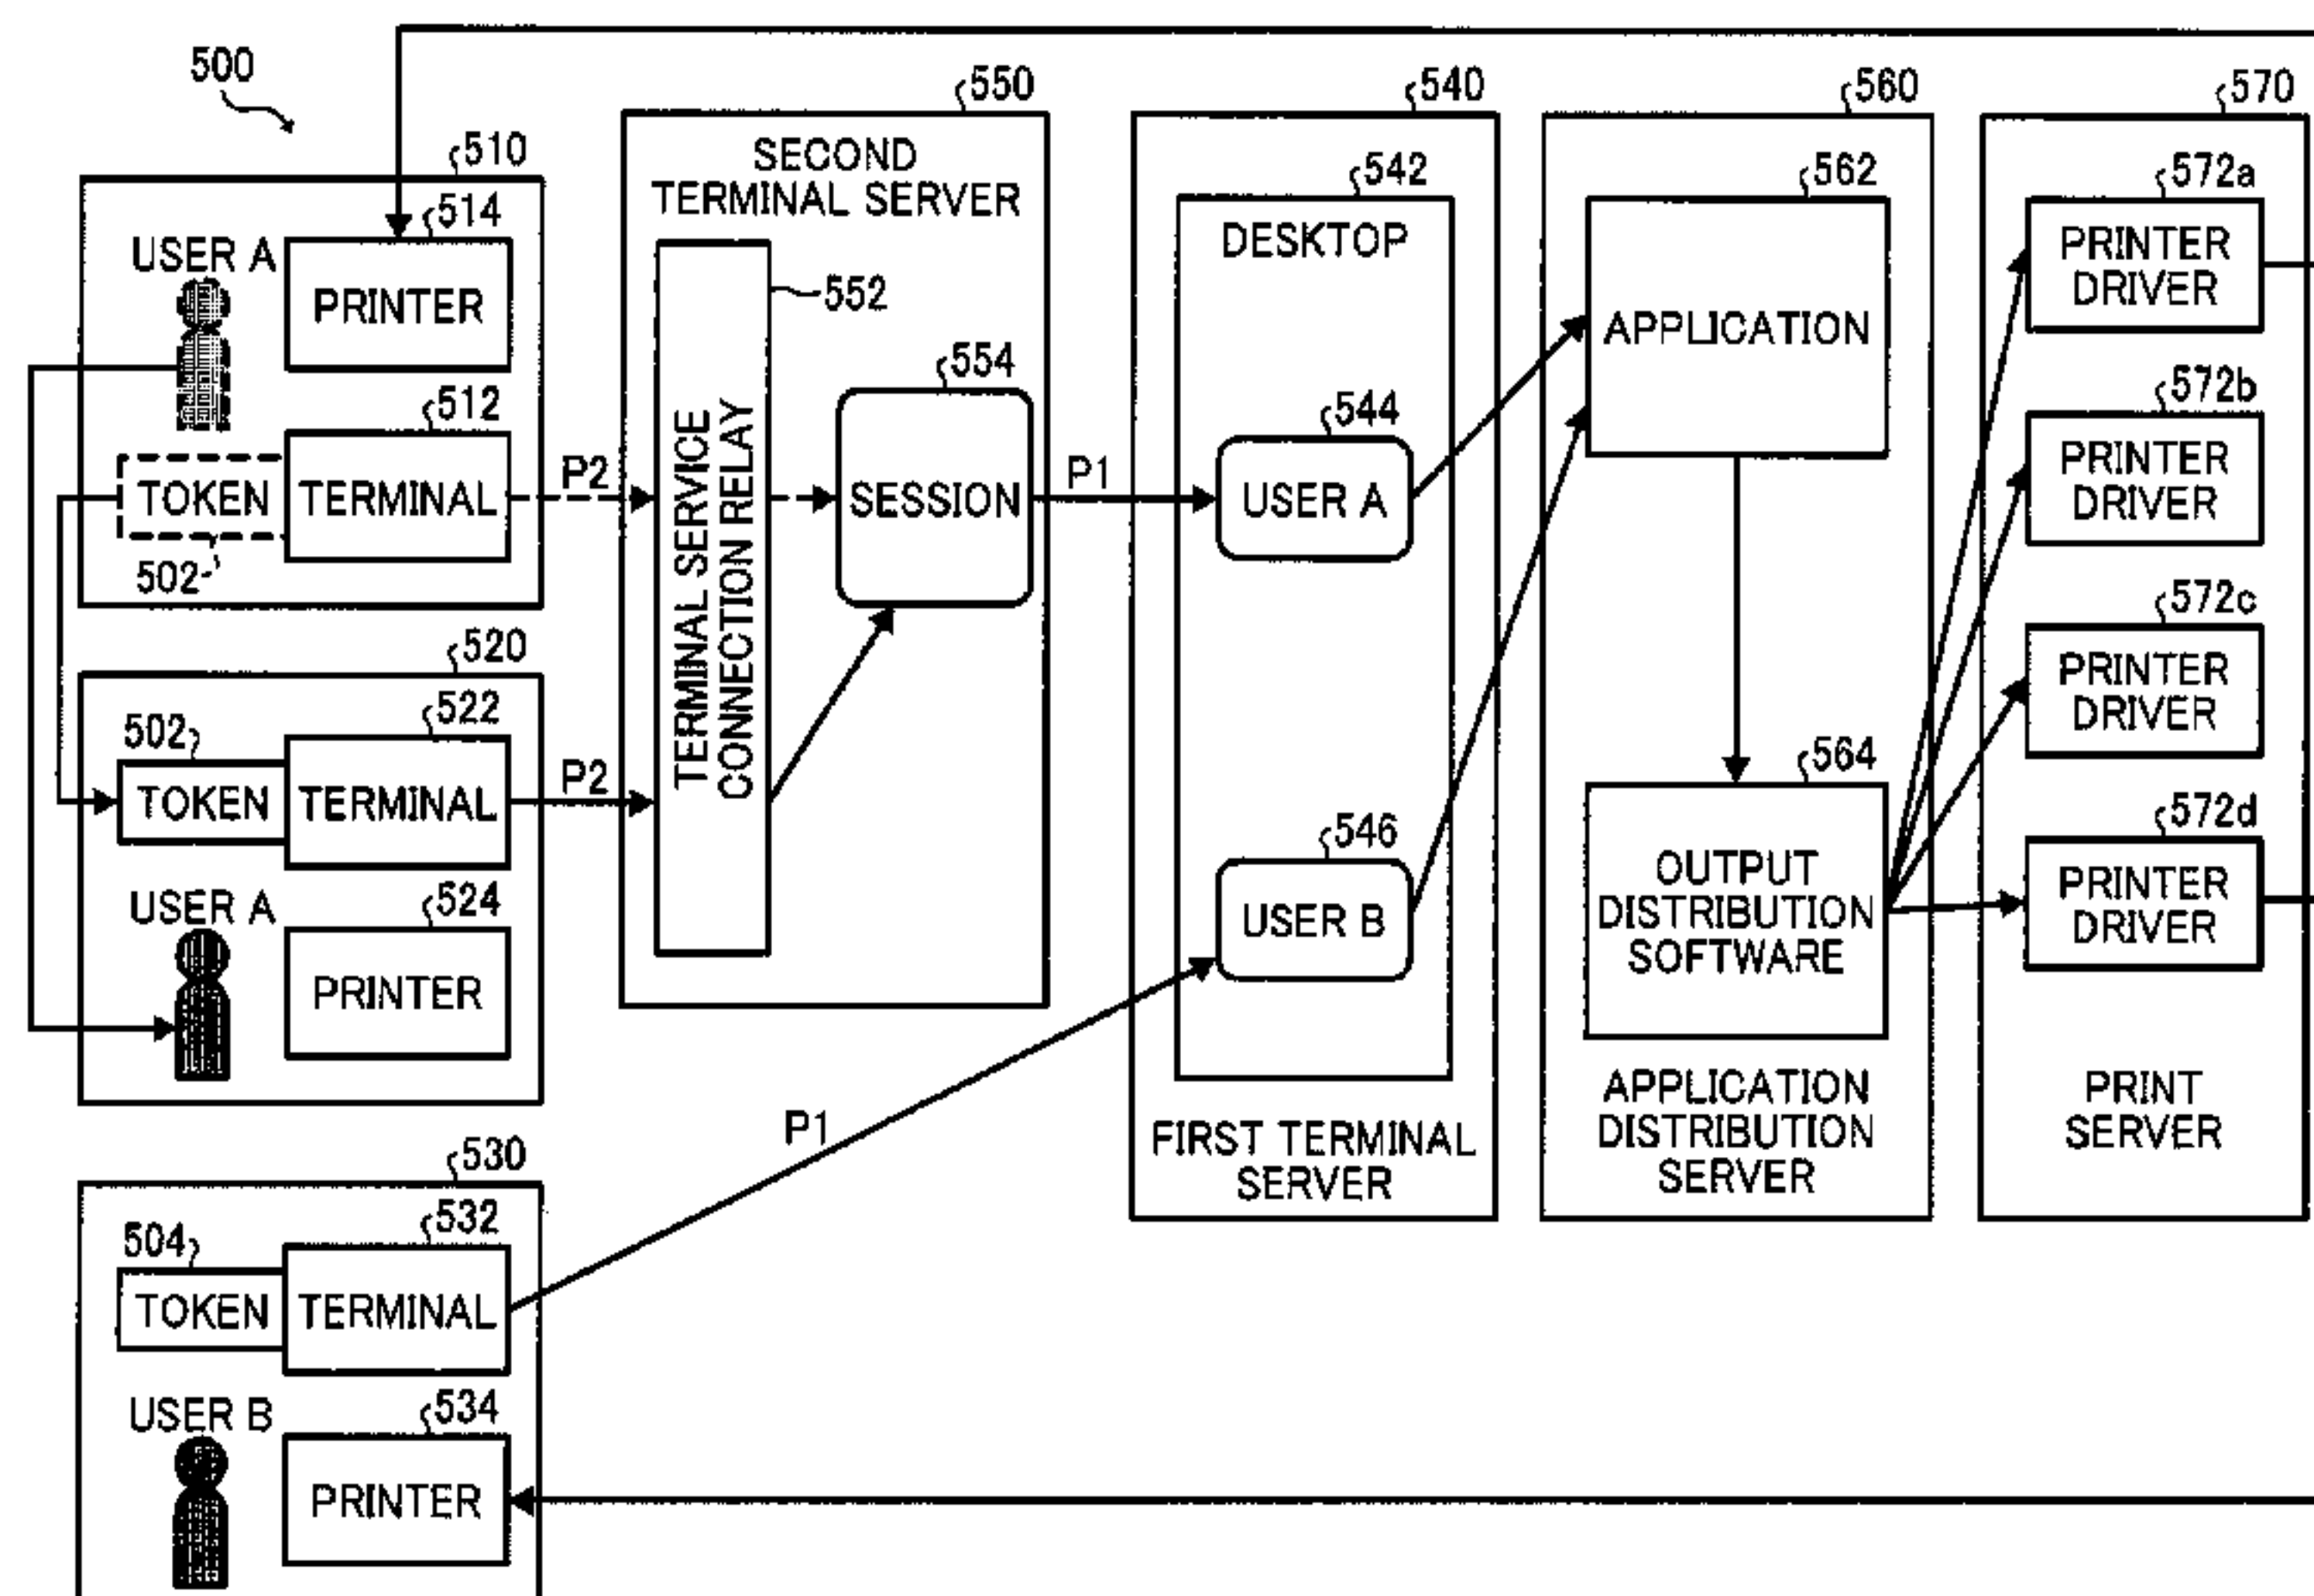 500
510
514
USER A
PRINTER
512
TOKEN
TERMINAL
502
P2
520
522
502
TOKEN
TERMINAL
P2
USER A
524
PRINTER
530
532
504
TOKEN
TERMINAL
P1
USER B
534
PRINTER
550
SECOND
TERMINAL SERVER
552
TERMINAL SERVICE
CONNECTION RELAY
554
SESSION
P1
540
542
DESKTOP
544
USER A
546
USER B
FIRST TERMINAL
SERVER
560
562
APPLICATION
564
OUTPUT
DISTRIBUTION
SOFTWARE
APPLICATION
DISTRIBUTION
SERVER
570
572a
PRINTER
DRIVER
572b
PRINTER
DRIVER
572c
PRINTER
DRIVER
572d
PRINTER
DRIVER
PRINT
SERVER